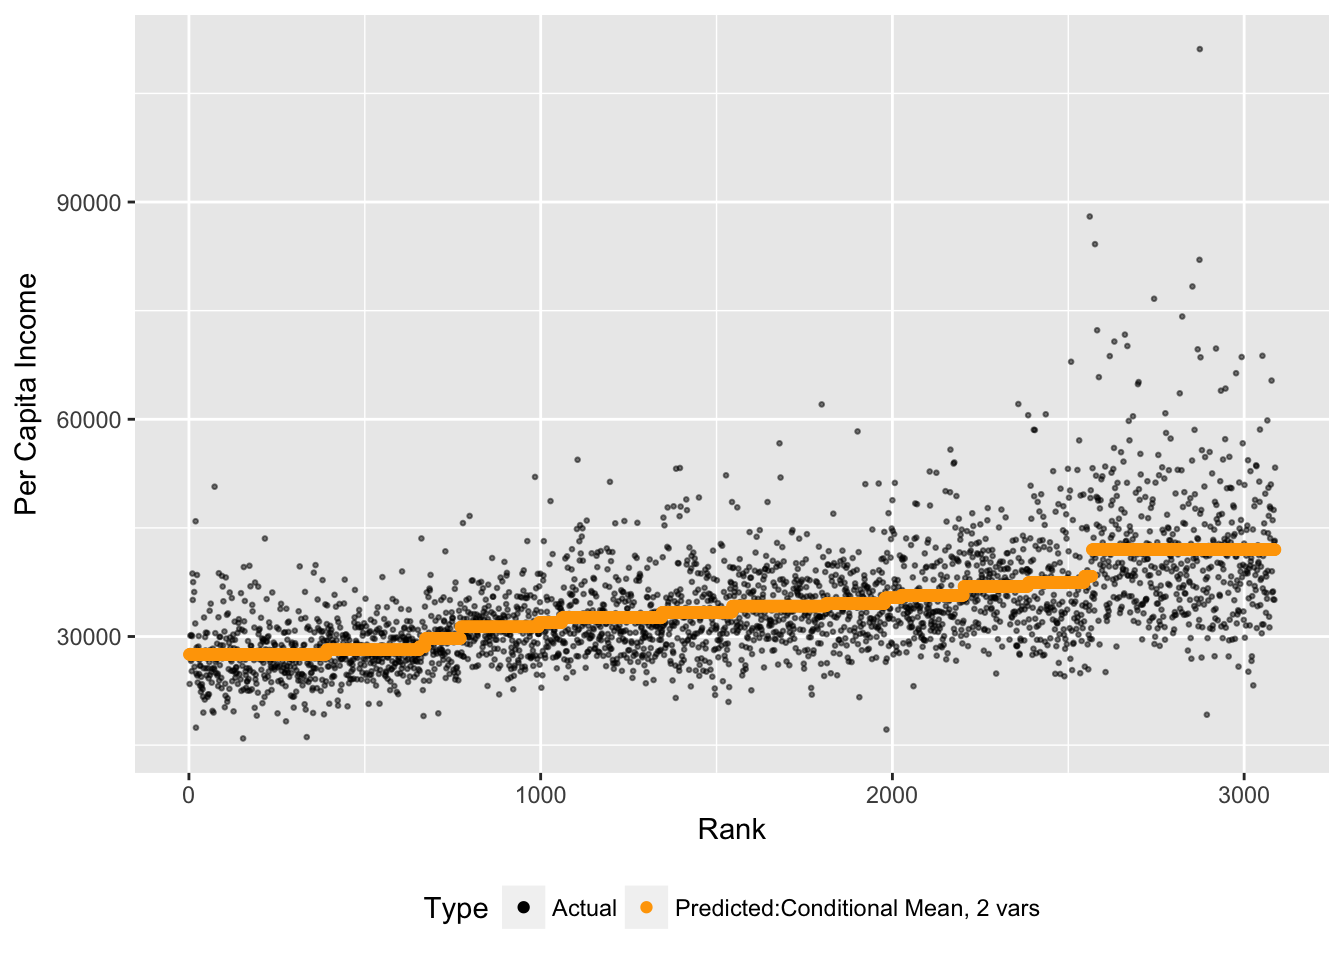 Per Capita Income
90000
60000
30000
0 1000 2000 3000
Rank
Type Actual Predicted:Conditional Mean, 2 vars